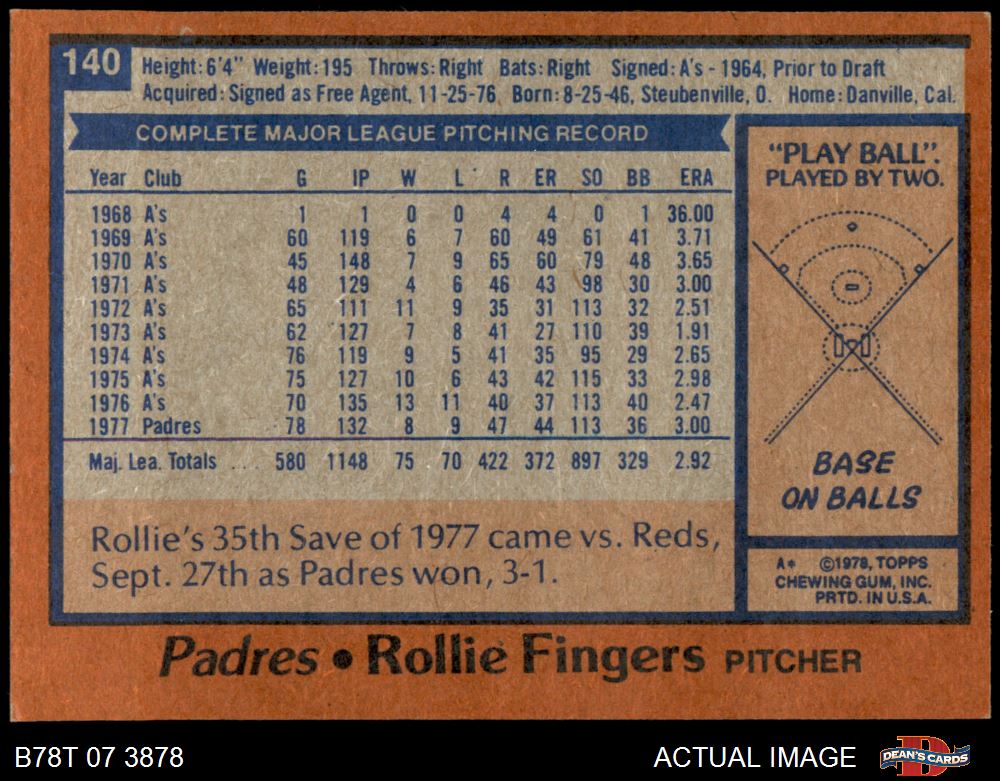 140
Height: 6'4" Weight: 195 Throws: Right Bats: Right Signed: A's - 1964, Prior to Draft
Acquired: Signed as Free Agent, 11-25-76. Born: 8-25-46, Steubenville, O. Home: Danville, Cal.
COMPLETE MAJOR LEAGUE PITCHING RECORD
Year Club G IP W L R ER SO BB ERA
1968 A's 1 1 0 0 4 4 0 1 36.00
1969 A's 60 119 6 7 60 49 61 41 3.71
1970 A's 45 148 7 9 65 60 79 48 3.65
1971 A's 48 129 4 6 46 43 98 30 3.00
1972 A's 65 111 11 9 35 31 113 32 2.51
1973 A's 62 127 7 8 41 27 110 39 1.91
1974 A's 76 119 9 5 41 35 95 29 2.65
1975 A's 75 127 10 6 43 42 115 33 2.98
1976 A's 70 135 13 11 40 37 113 40 2.47
1977 Padres 78 132 8 9 47 44 113 36 3.00
Maj. Lea. Totals .... 580 1148 75 70 422 372 897 329 2.92
Rollie's 35th Save of 1977 came vs. Reds,
Sept. 27th as Padres won, 3-1.
"PLAY BALL".
PLAYED BY TWO.
BASE
ON BALLS
A* ©1978, TOPPS
CHEWING GUM, INC.
PRTD. IN U.S.A.
Padres • Rollie Fingers PITCHER
B78T 07 3878
ACTUAL IMAGE
D
DEAN'S CARDS